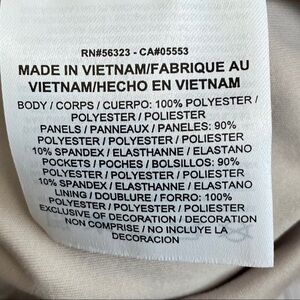 RN#56323 - CA#05553
MADE IN VIETNAM/FABRIQUE AU
VIETNAM/HECHO EN VIETNAM
BODY / CORPS / CUERPO: 100% POLYESTER /
POLYESTER / POLIESTER
PANELS / PANNEAUX / PANELES: 90%
POLYESTER / POLYESTER / POLIESTER
10% SPANDEX / ELASTHANNE / ELASTANO
POCKETS / POCHES / BOLSILLOS: 90%
POLYESTER / POLYESTER / POLIESTER
10% SPANDEX / ELASTHANNE / ELASTANO
LINING / DOUBLURE / FORRO: 100%
POLYESTER / POLYESTER / POLIESTER
EXCLUSIVE OF DECORATION / DECORATION
NON COMPRISE / NO INCLUYE LA
DECORACION